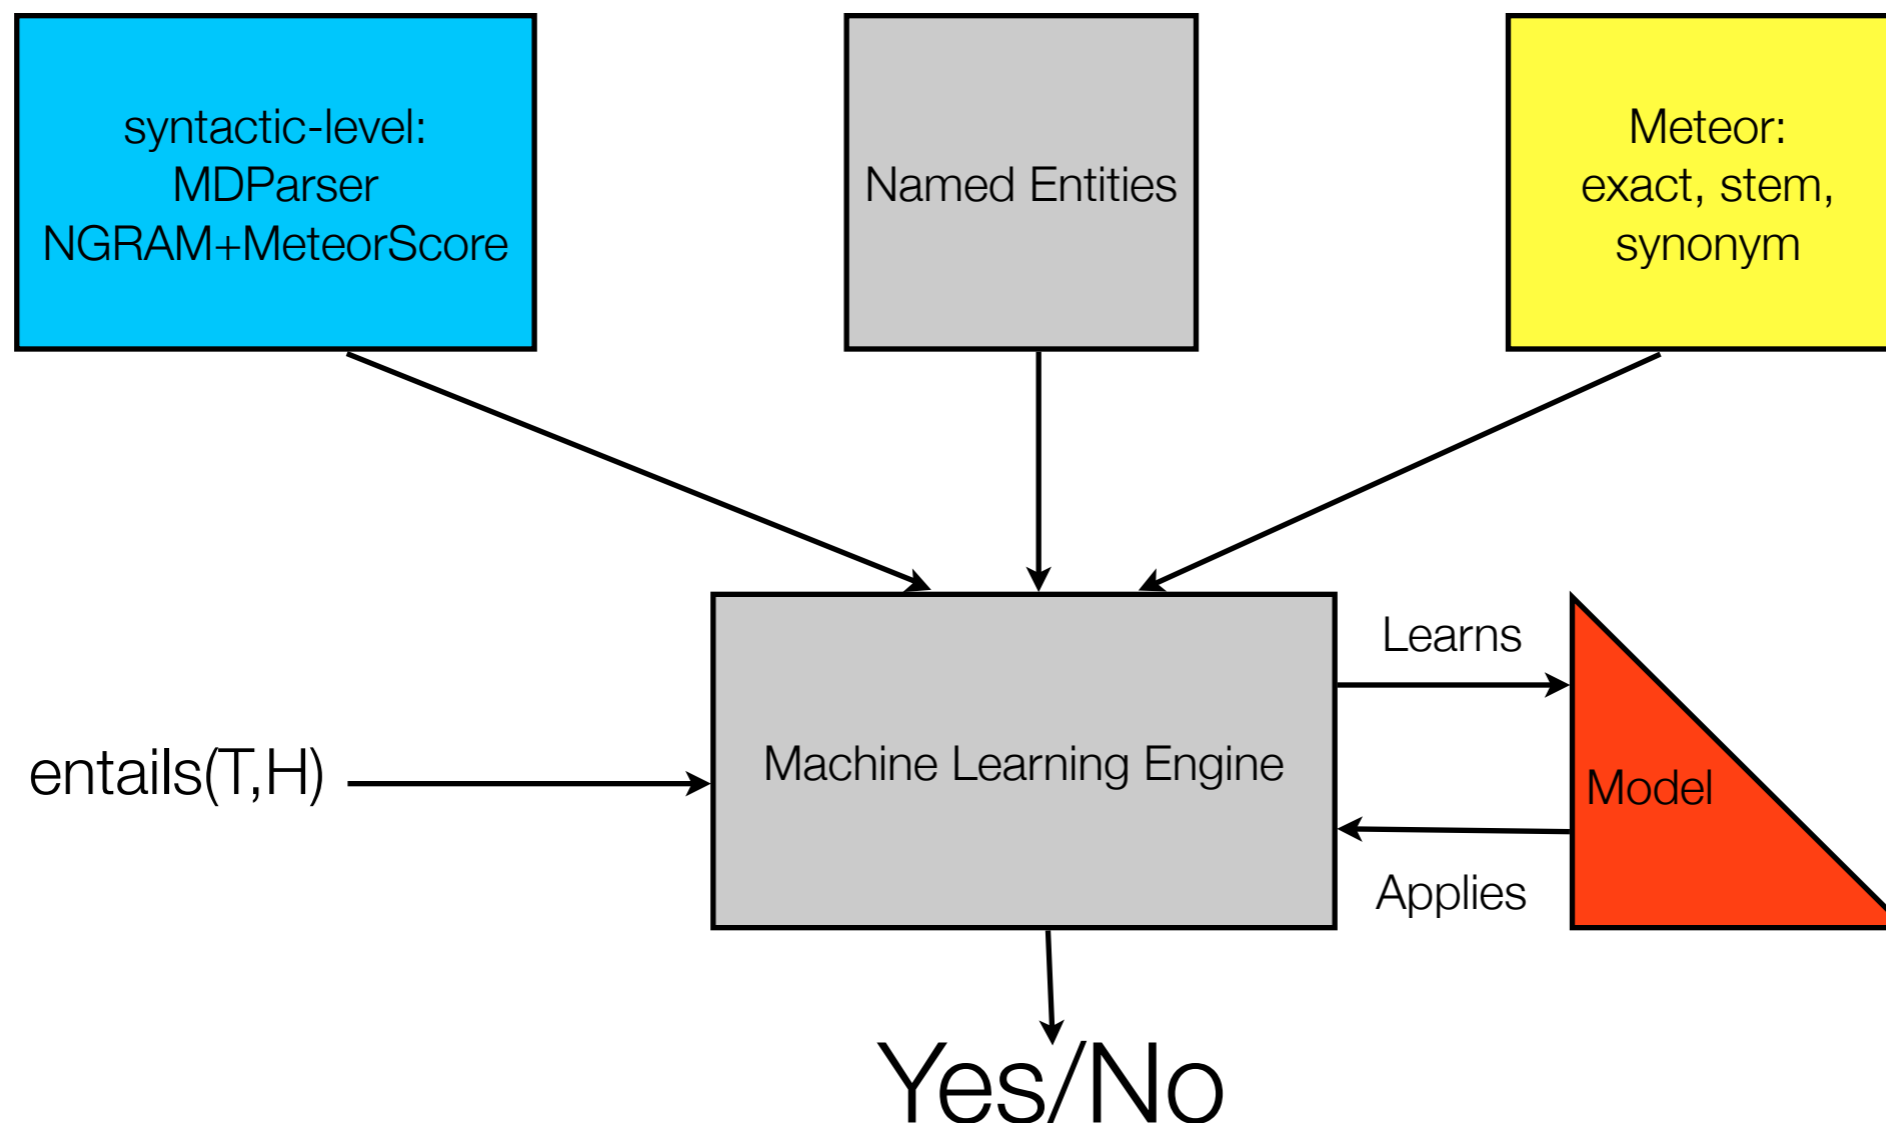 syntactic-level:
MDParser
NGRAM+MeteorScore
Named Entities
Meteor:
exact, stem,
synonym
Learns
entails(T,H)
Machine Learning Engine
Model
Applies
Yes/No